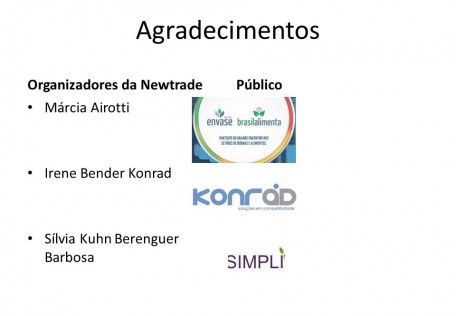 Agradecimentos
Organizadores da Newtrade
Público
• Márcia Airotti
envase brasilalimenta
PARTICIPE DO GRANDE ENCONTRO DOS
SETORES DE BEBIDAS E ALIMENTOS.
• Irene Bender Konrad
KONRAD
soluções em competitividade
• Sílvia Kuhn Berenguer
Barbosa
SIMPLI